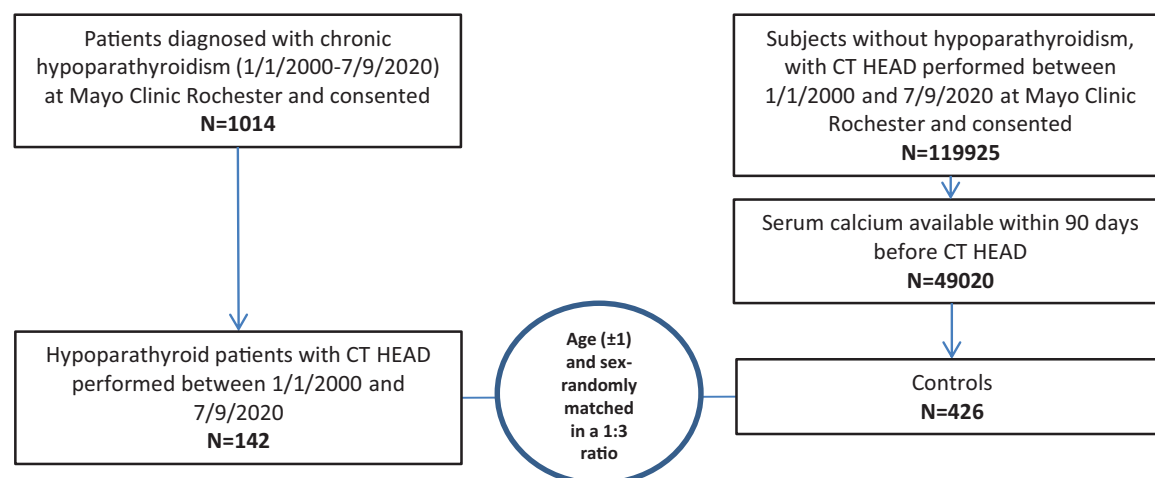 Patients diagnosed with chronic
hypoparathyroidism (1/1/2000-7/9/2020)
at Mayo Clinic Rochester and consented
N=1014
Subjects without hypoparathyroidism,
with CT HEAD performed between
1/1/2000 and 7/9/2020 at Mayo Clinic
Rochester and consented
N=119925
Serum calcium available within 90 days
before CT HEAD
N=49020
Hypoparathyroid patients with CT HEAD
performed between 1/1/2000 and
7/9/2020
N=142
Age (±1)
and sex-
randomly
matched
in a 1:3
ratio
Controls
N=426